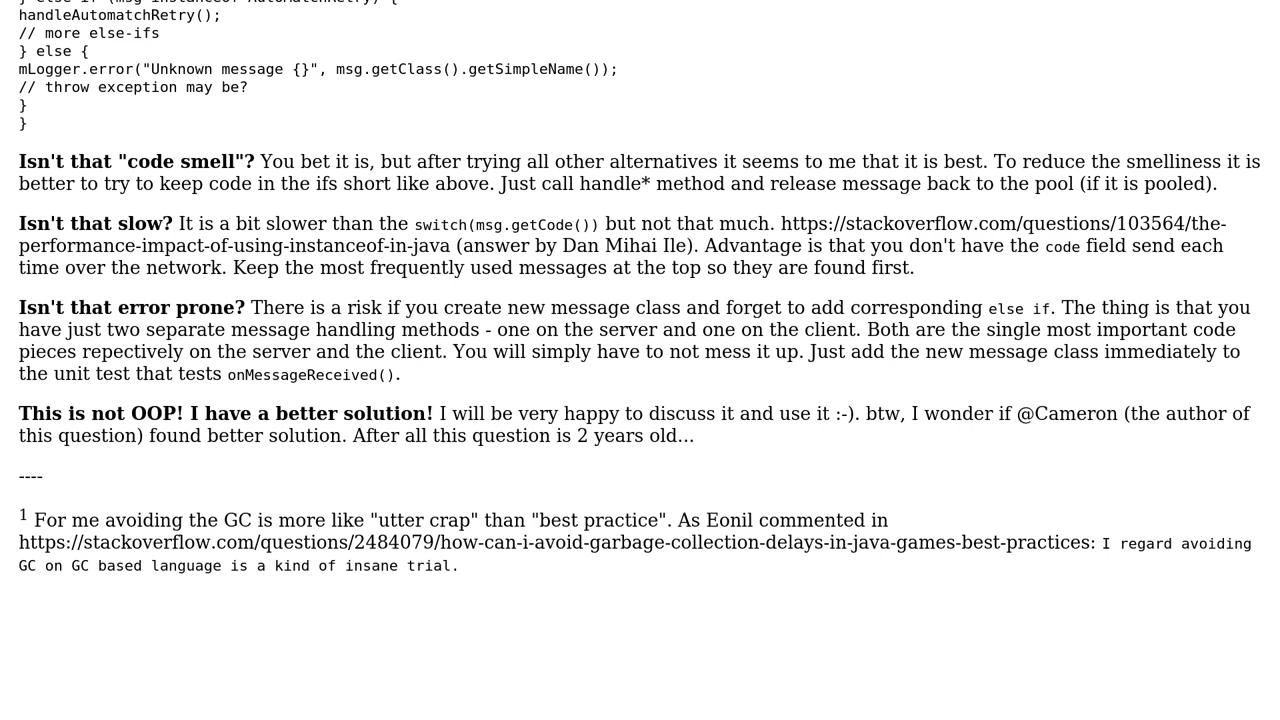 } else if (msg instanceof AutomatchRetry) {
handleAutomatchRetry();
// more else-ifs
} else {
mLogger.error("Unknown message {}", msg.getClass().getSimpleName());
// throw exception may be?
}
}
Isn't that "code smell"? You bet it is, but after trying all other alternatives it seems to me that it is best. To reduce the smelliness it is
better to try to keep code in the ifs short like above. Just call handle* method and release message back to the pool (if it is pooled).
Isn't that slow? It is a bit slower than the switch(msg.getCode()) but not that much. https://stackoverflow.com/questions/103564/the-
performance-impact-of-using-instanceof-in-java (answer by Dan Mihai Ile). Advantage is that you don't have the code field send each
time over the network. Keep the most frequently used messages at the top so they are found first.
Isn't that error prone? There is a risk if you create new message class and forget to add corresponding else if. The thing is that you
have just two separate message handling methods - one on the server and one on the client. Both are the single most important code
pieces repectively on the server and the client. You will simply have to not mess it up. Just add the new message class immediately to
the unit test that tests onMessageReceived().
This is not OOP! I have a better solution! I will be very happy to discuss it and use it :-). btw, I wonder if @Cameron (the author of
this question) found better solution. After all this question is 2 years old...
----
1 For me avoiding the GC is more like "utter crap" than "best practice". As Eonil commented in
https://stackoverflow.com/questions/2484079/how-can-i-avoid-garbage-collection-delays-in-java-games-best-practices: I regard avoiding
GC on GC based language is a kind of insane trial.